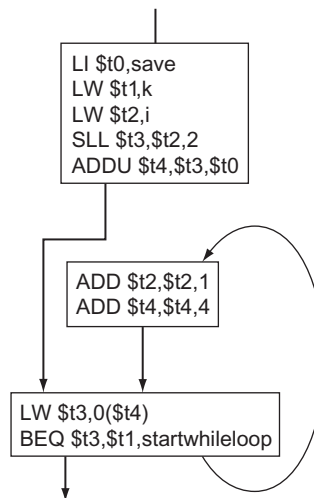 LI $t0,save
LW $t1,k
LW $t2,i
SLL $t3,$t2,2
ADDU $t4,$t3,$t0
ADD $t2,$t2,1
ADD $t4,$t4,4
LW $t3,0($t4)
BEQ $t3,$t1,startwhileloop